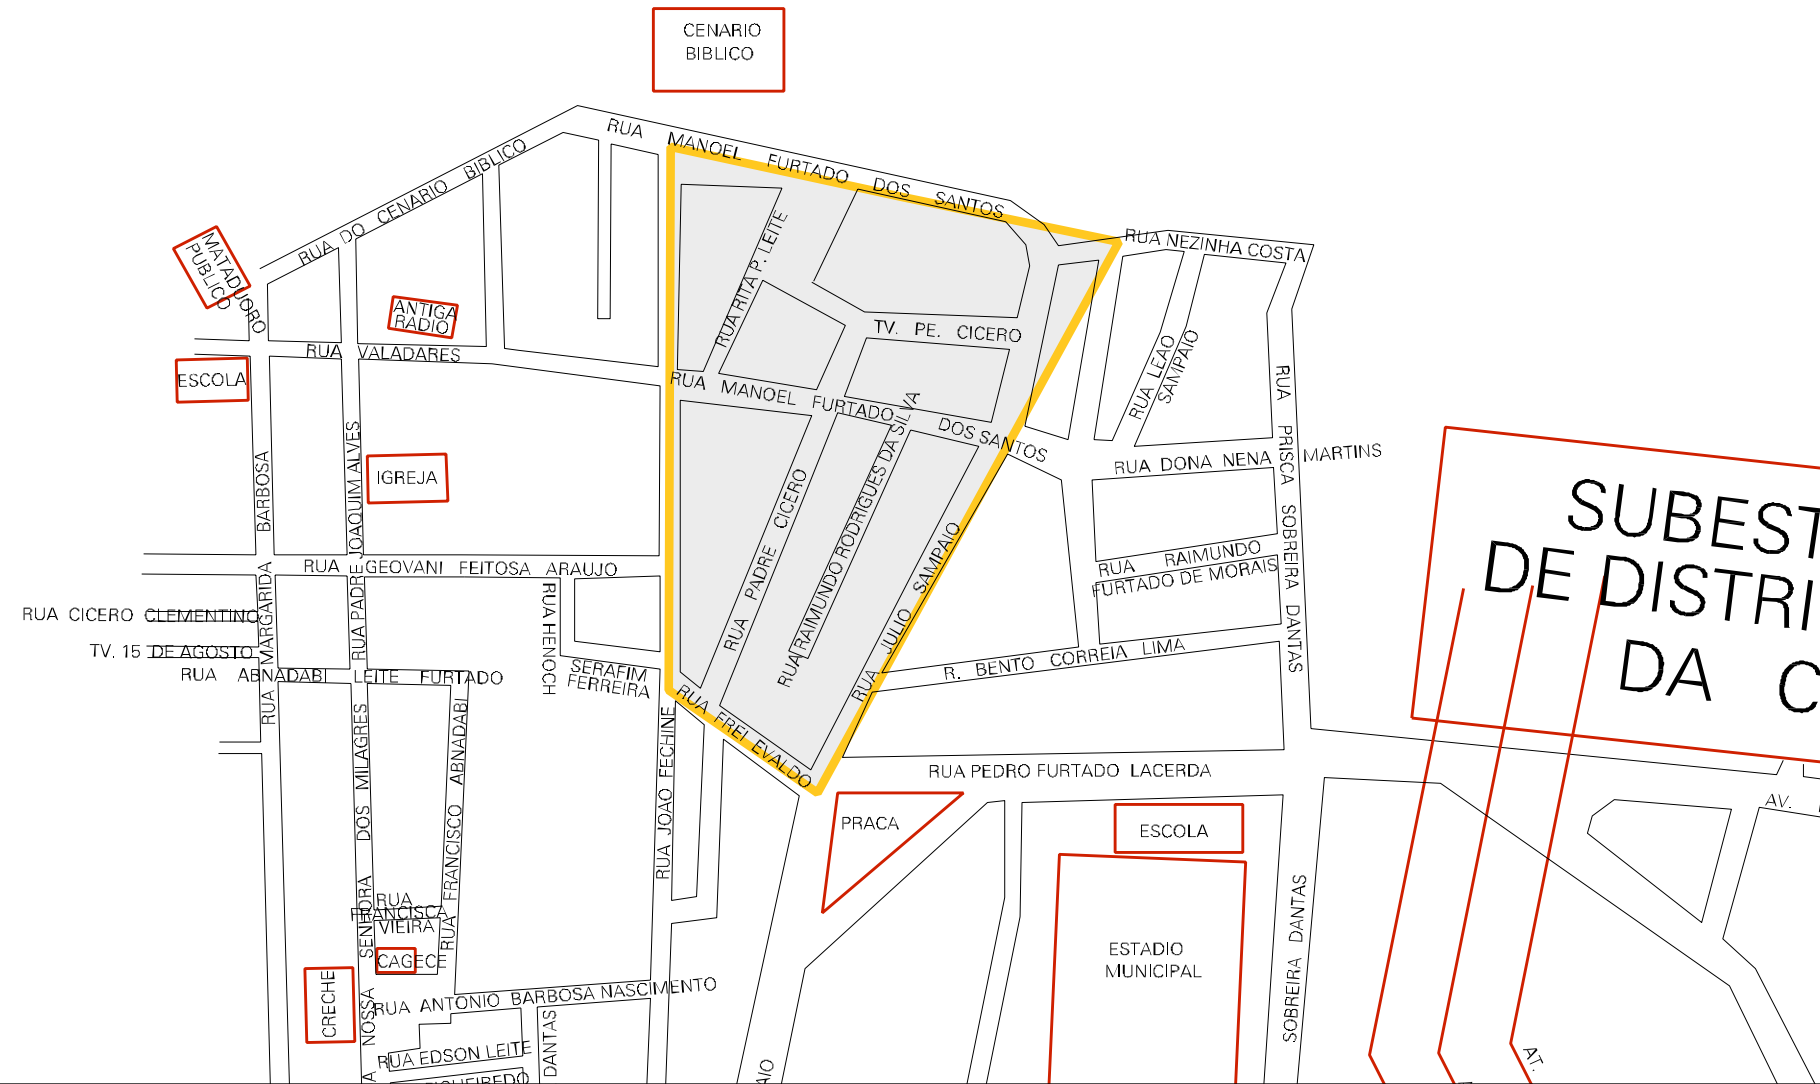 CENARIO
BIBLICO
RUA MANOEL FURTADO DOS SANTOS
RUA DO CENARIO BIBLICO
RUA NEZINHA COSTA
MATADUORO
PUBLICO
ANTIGA
RADIO
RUA RITA P. LEITE
TV. PE. CICERO
RUA VALADARES
RUA LEAO
SAMPAIO
ESCOLA
RUA MANOEL FURTADO DOS SANTOS
RUA PRISCA SOBREIRA DANTAS
RUA DONA NENA MARTINS
IGREJA
RUA MARGARIDA BARBOSA
RUA PADRE JOAQUIM ALVES
RUA PADRE CICERO
RUA RAIMUNDO RODRIGUES DA SILVA
RUA JULIO SAMPAIO
SUBEST
DE DISTRI
DA C
RUA GEOVANI FEITOSA ARAUJO
RUA RAIMUNDO
FURTADO DE MORAIS
RUA CICERO CLEMENTINO
TV. 15 DE AGOSTO
RUA ABNADABI LEITE FURTADO
RUA HENOCH
SERAFIM
FERREIRA
R. BENTO CORREIA LIMA
RUA FREI EVALDO
RUA JOAO FECHINE
RUA PEDRO FURTADO LACERDA
AV.
PRACA
ESCOLA
NOSSA SENHORA DOS MILAGRES
RUA FRANCISCO ABNADABI
RUA
FRANCISCA
VIEIRA
CAGECE
CRECHE
ESTADIO
MUNICIPAL
SOBREIRA DANTAS
RUA ANTONIO BARBOSA NASCIMENTO
RUA EDSON LEITE
DANTAS
AT.